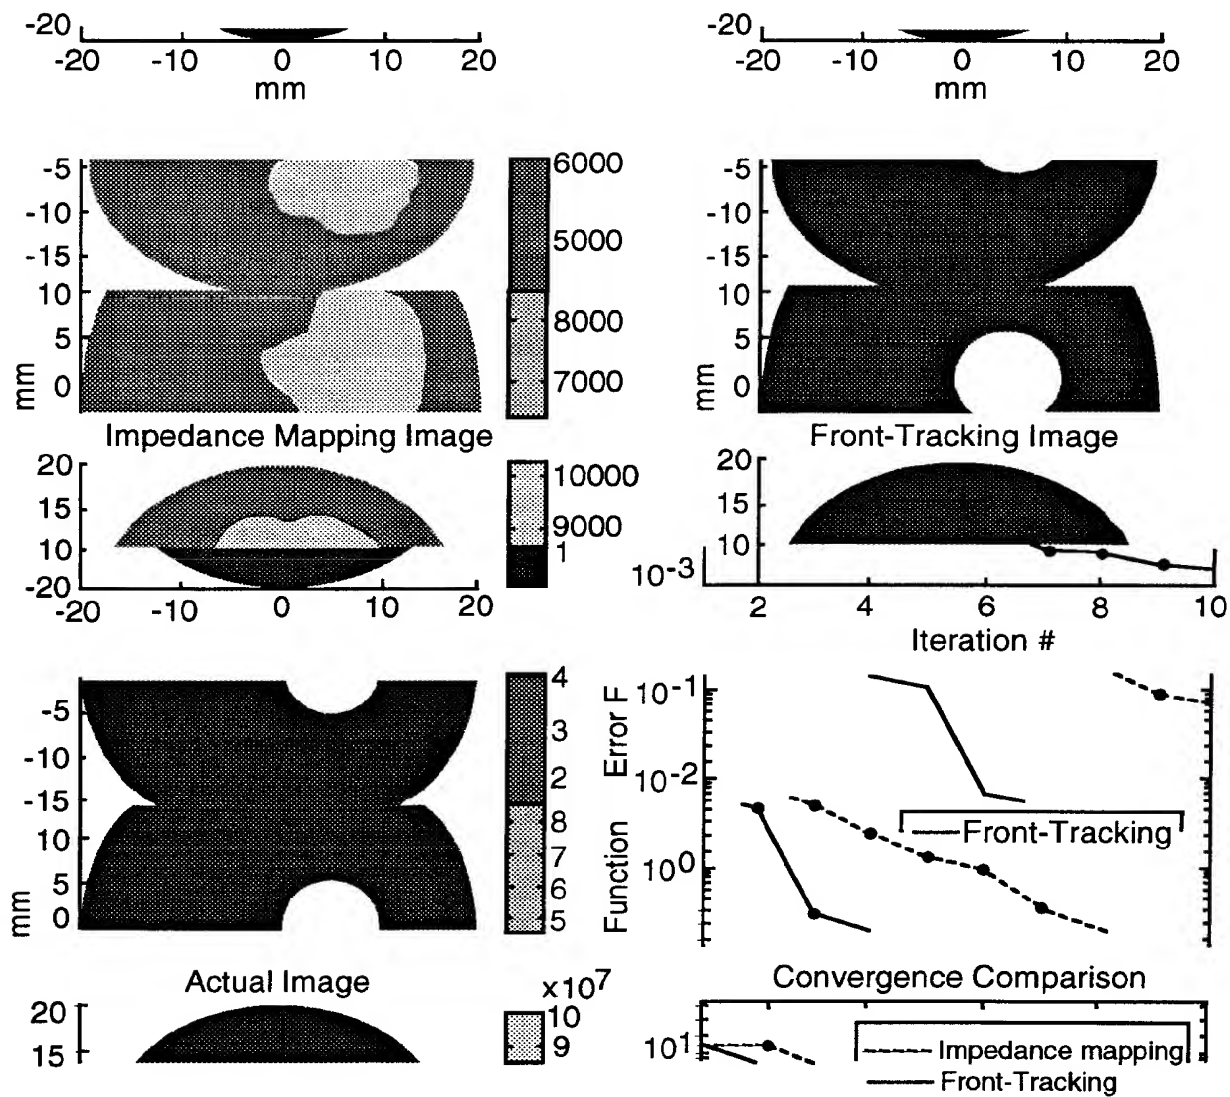 -20
-20 -10 0 10 20
mm
-20
-20 -10 0 10 20
mm
-5
-10
-15
10
5
0
mm
6000
5000
8000
7000
-5
-10
-15
10
5
0
mm
Impedance Mapping Image
Front-Tracking Image
20
15
10
-20
-20 -10 0 10 20
10000
9000
1
20
15
10
10-3
2 4 6 8 10
Iteration #
-5
-10
-15
10
5
0
mm
4
3
2
8
7
6
5
Function Error F
10-1
10-2
100
Front-Tracking
Actual Image
Convergence Comparison
20
15
x107
10
9
101
Impedance mapping
Front-Tracking